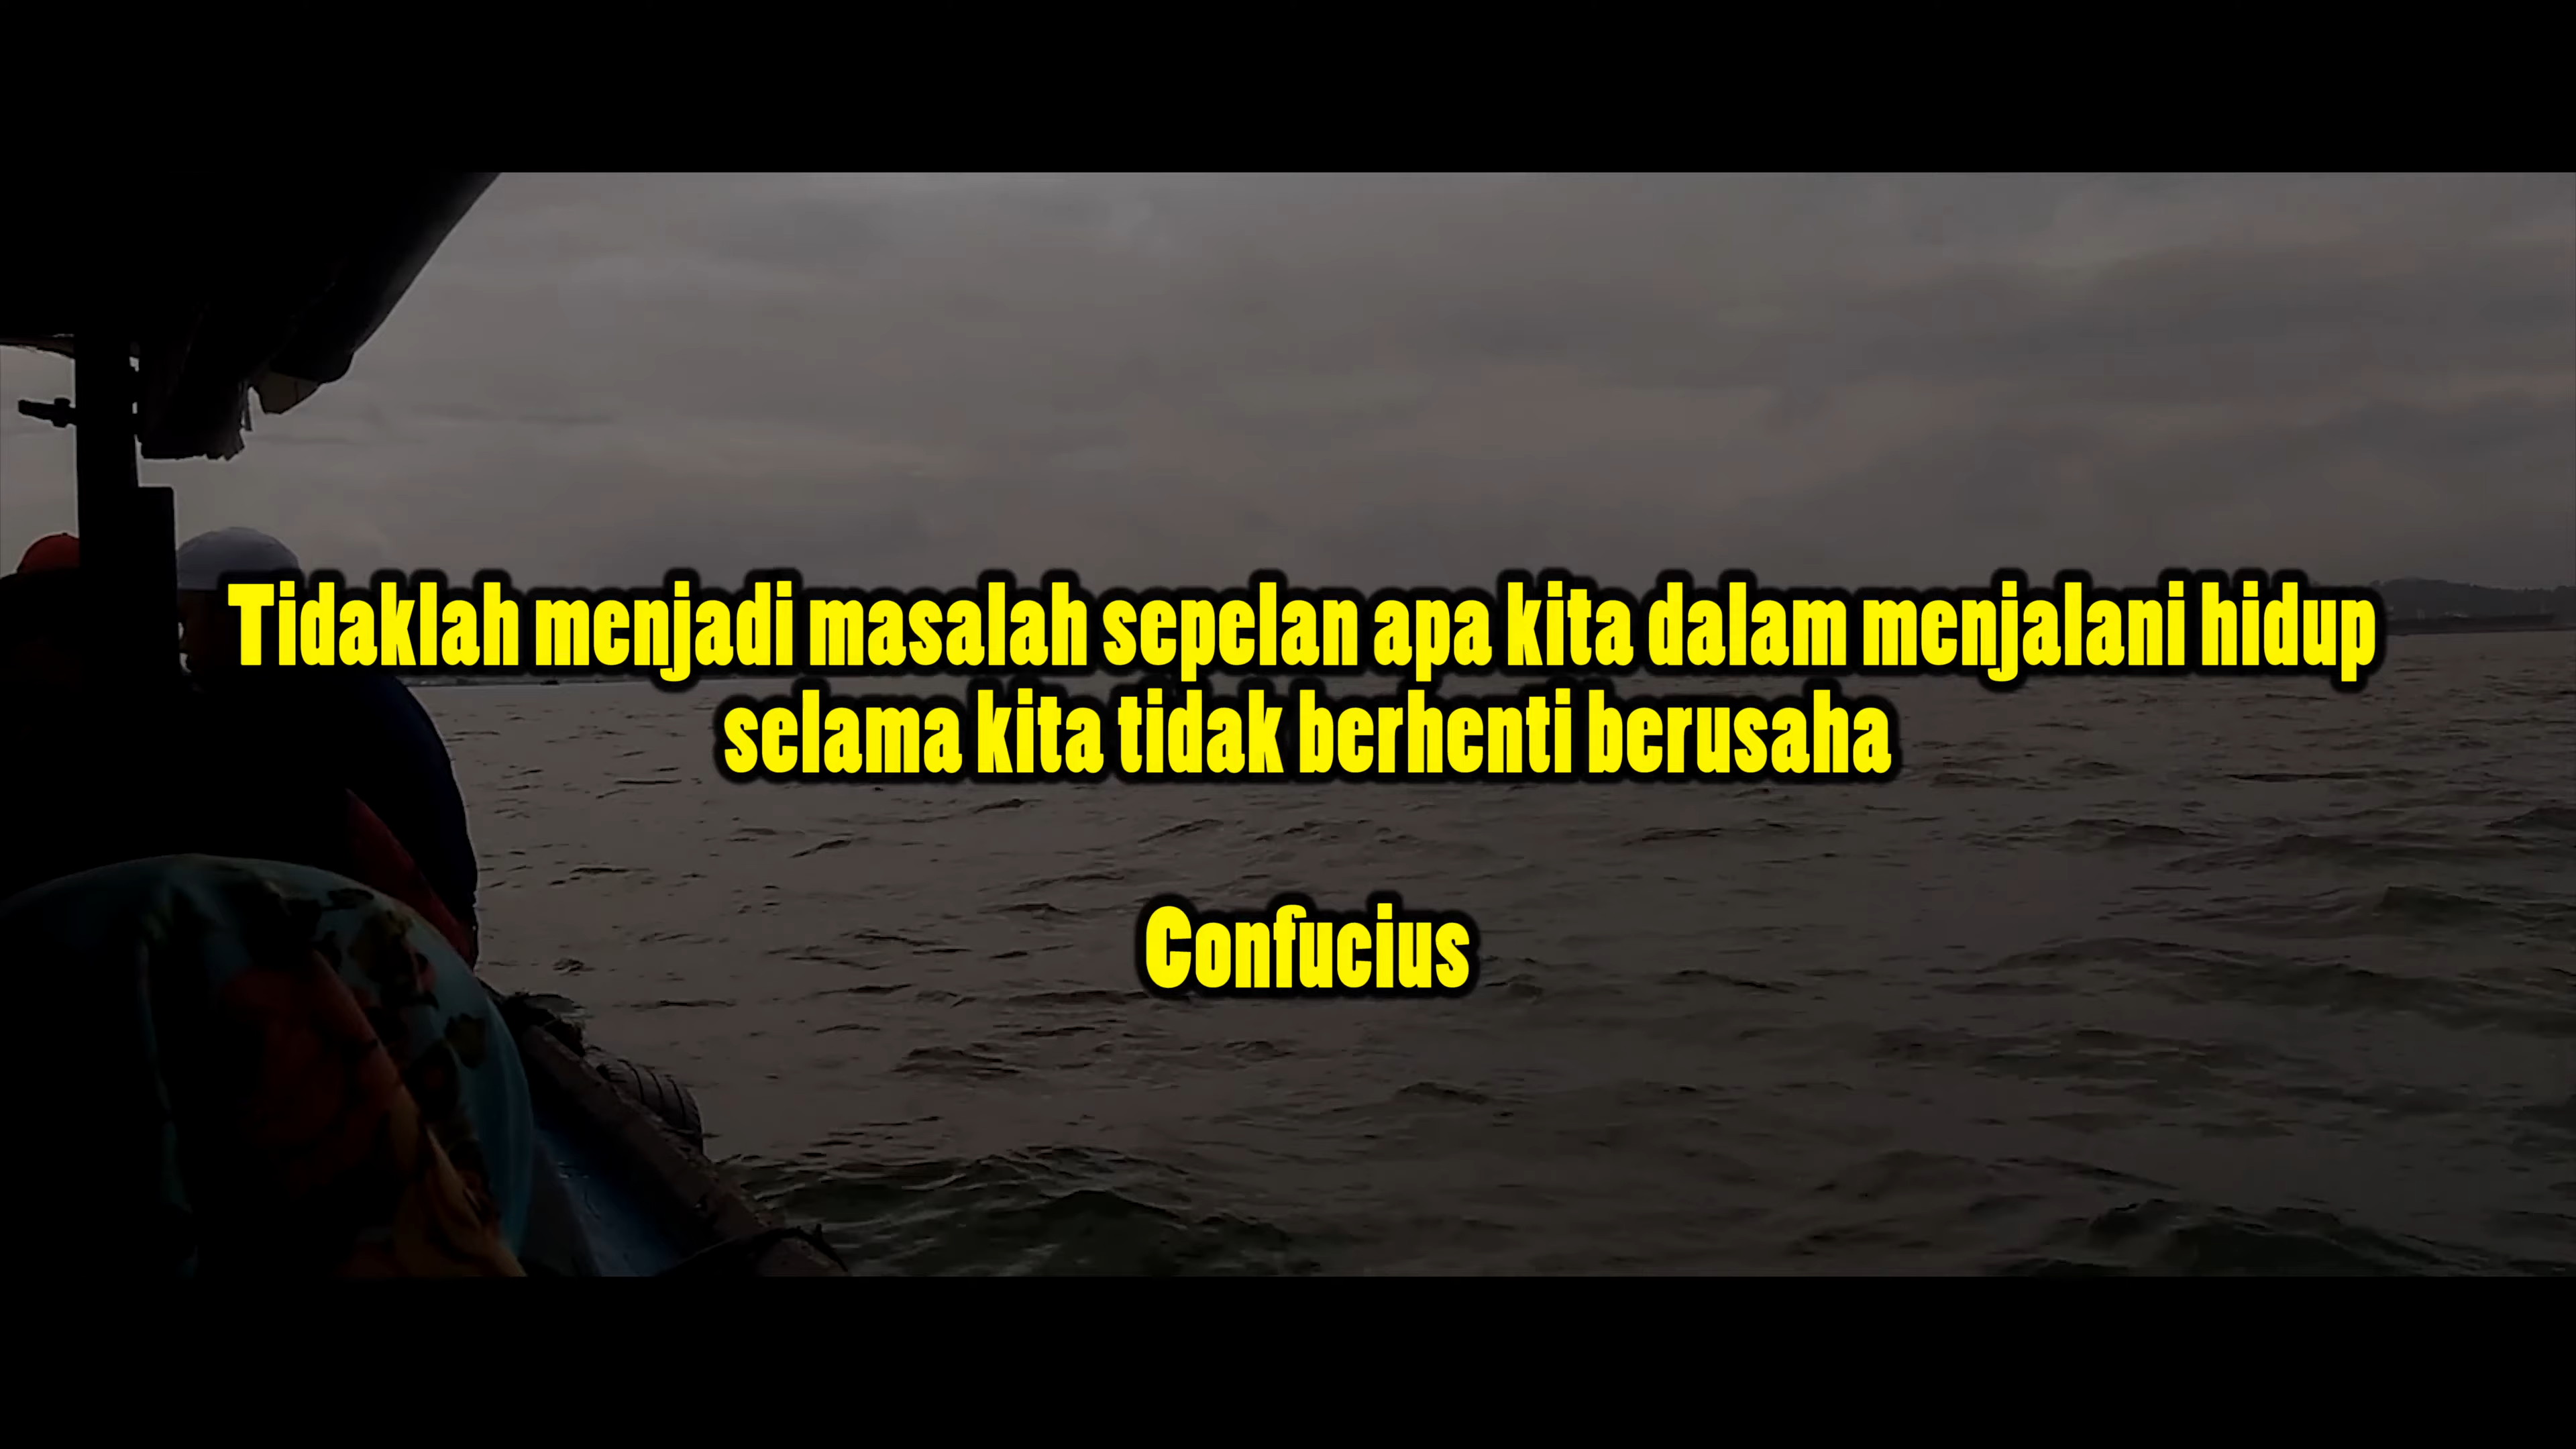 Tidaklah menjadi masalah sepelan apa kita dalam menjalani hidup
selama kita tidak berhenti berusaha
Confucius